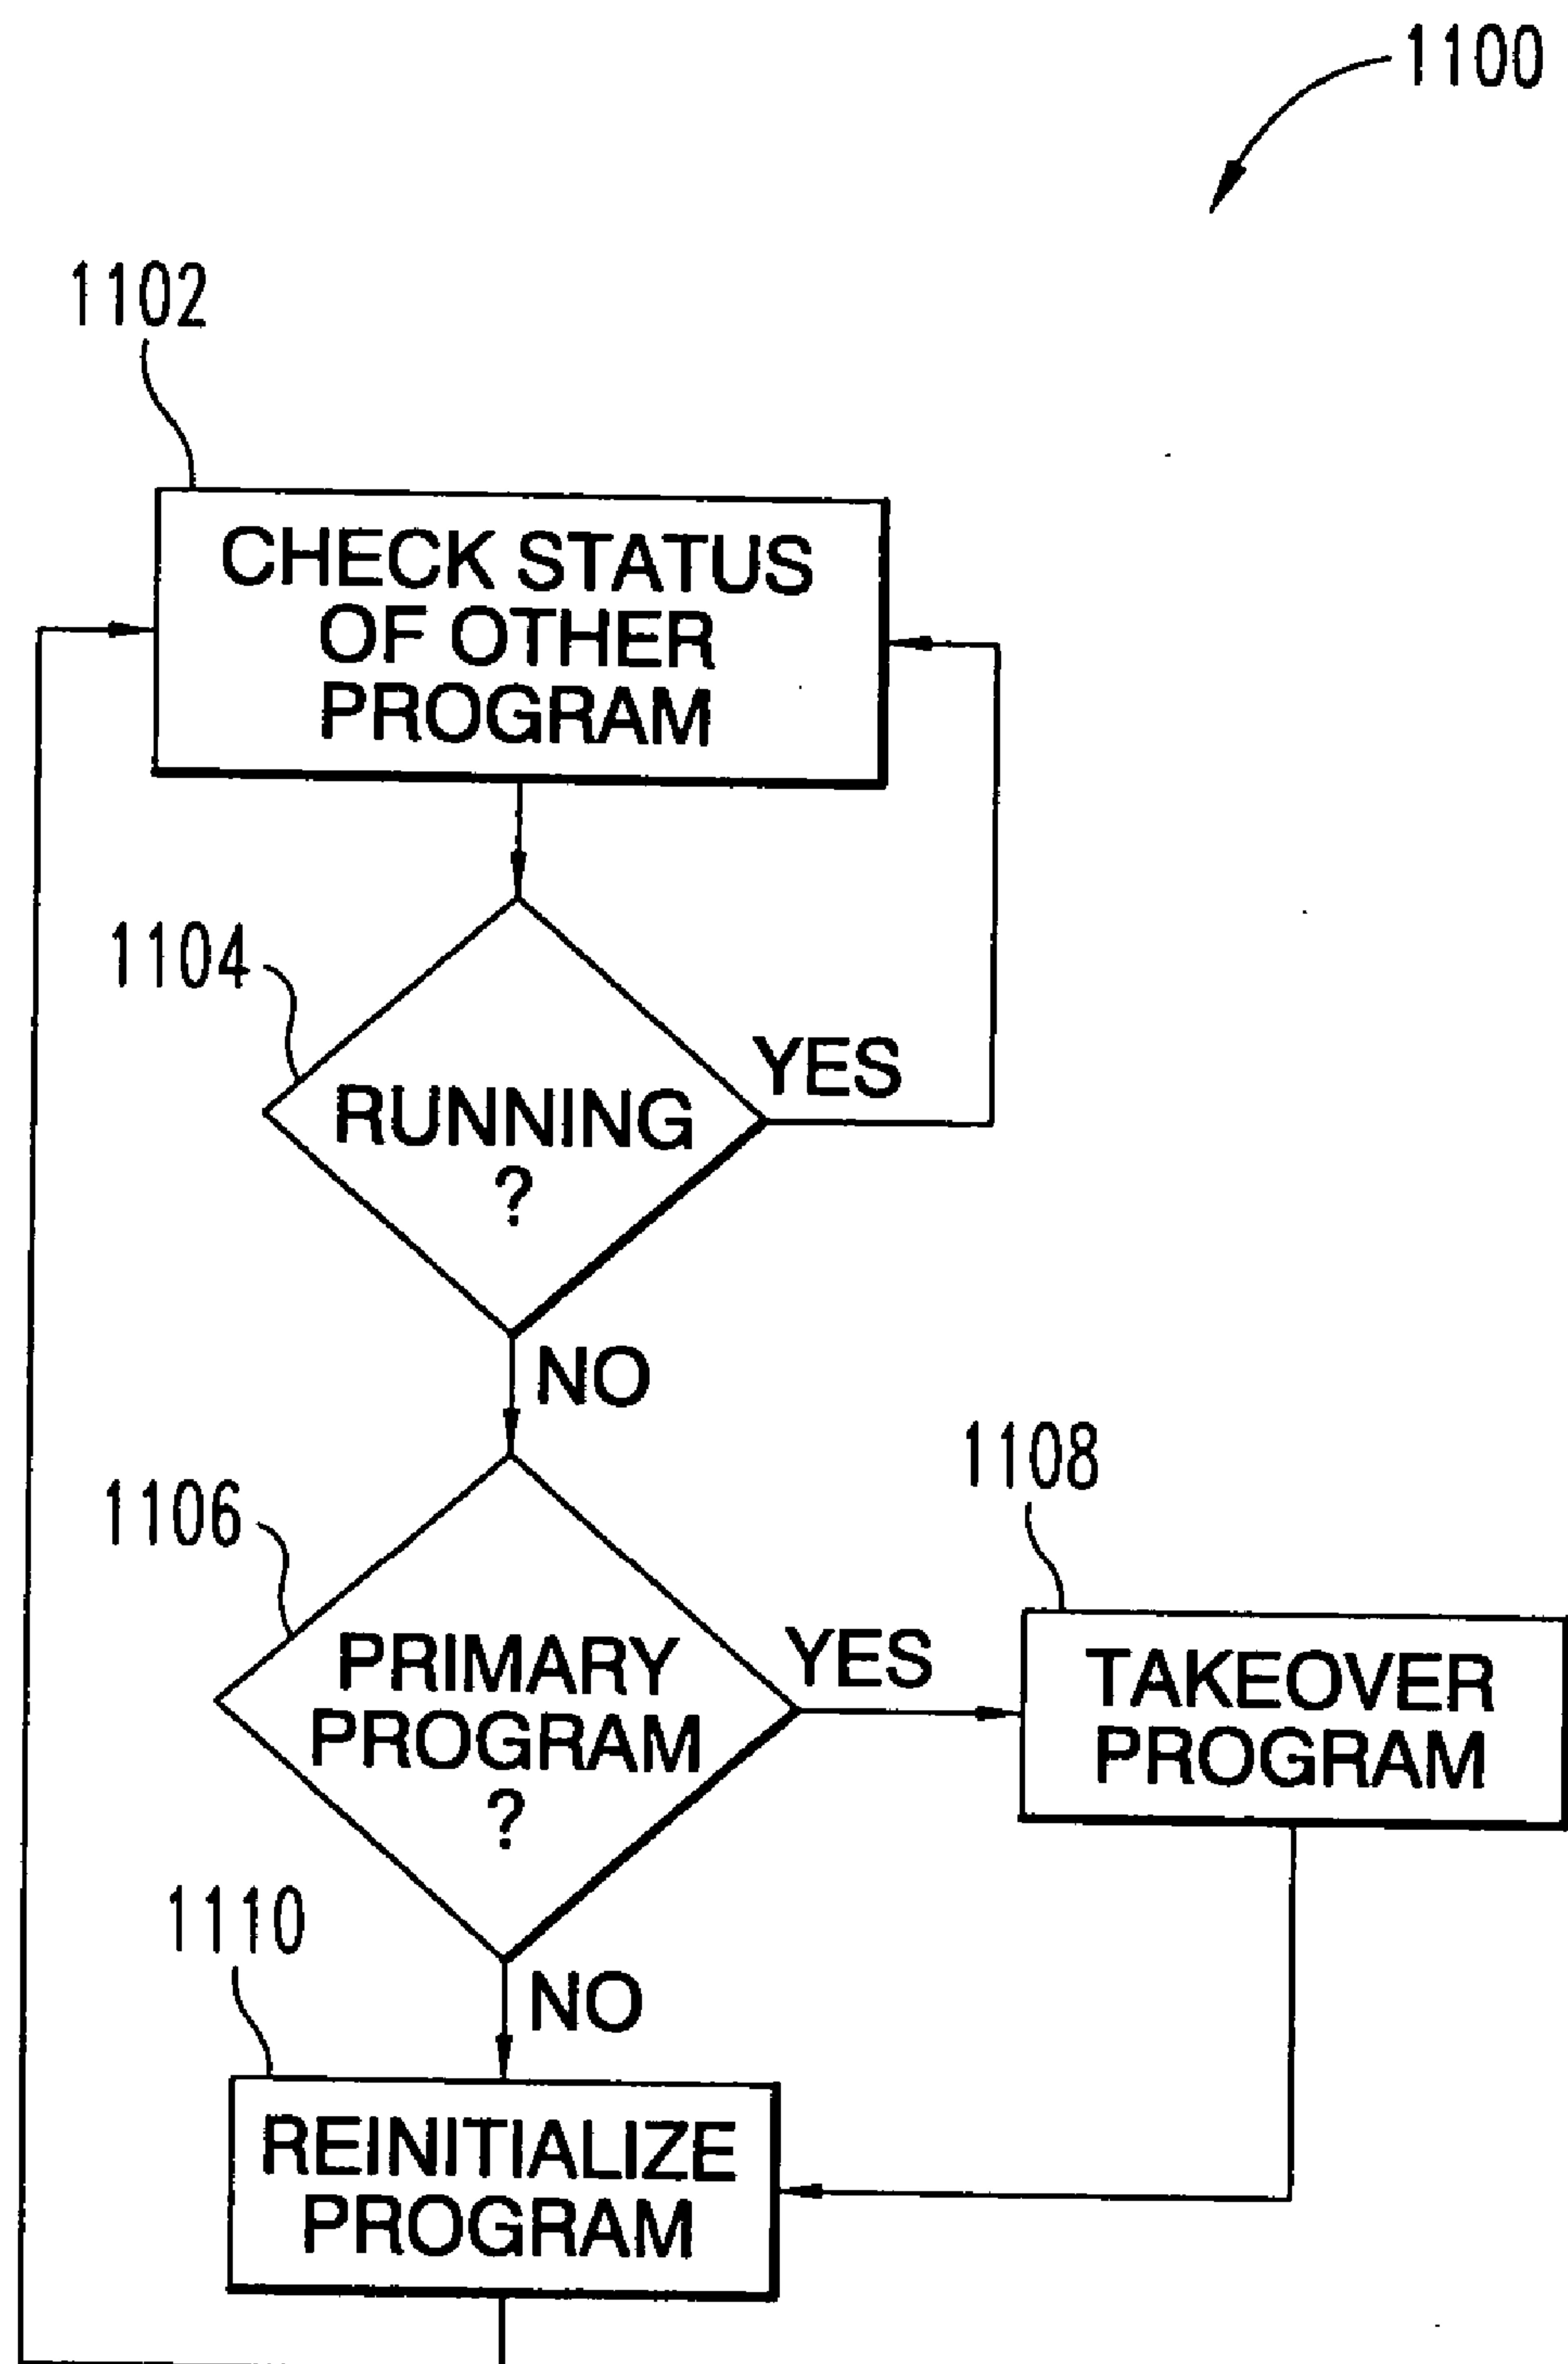 1100
1102
CHECK STATUS
OF OTHER
PROGRAM
1104
RUNNING
?
YES
NO
1106
PRIMARY
PROGRAM
?
YES
1108
TAKEOVER
PROGRAM
NO
1110
REINITIALIZE
PROGRAM